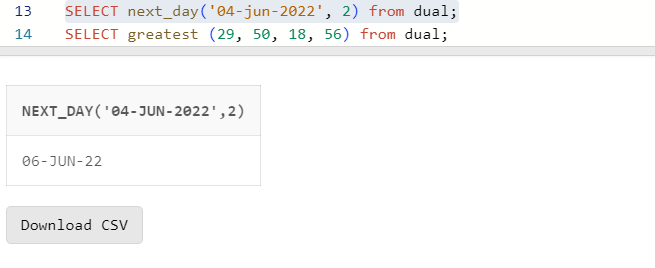 13 SELECT next_day('04-jun-2022', 2) from dual;
14 SELECT greatest (29, 50, 18, 56) from dual;
NEXT_DAY('04-JUN-2022',2)
06-JUN-22
Download CSV